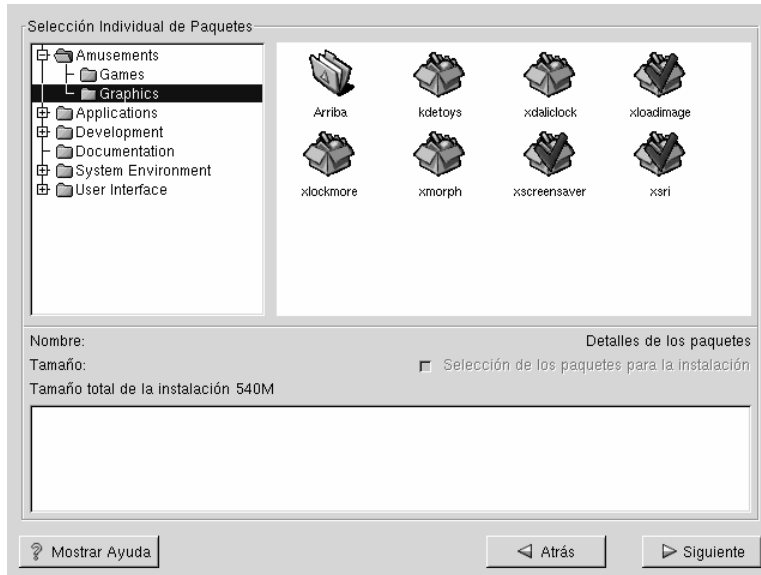 Selección Individual de Paquetes
Amusements
Games
Graphics
Applications
Development
Documentation
System Environment
User Interface
Arriba
kdetoys
xdaliclock
xloadimage
xlockmore
xmorph
xscreensaver
xsri
Nombre:
Detalles de los paquetes
Tamaño:
Selección de los paquetes para la instalación
Tamaño total de la instalación 540M
? Mostrar Ayuda
Atrás
Siguiente